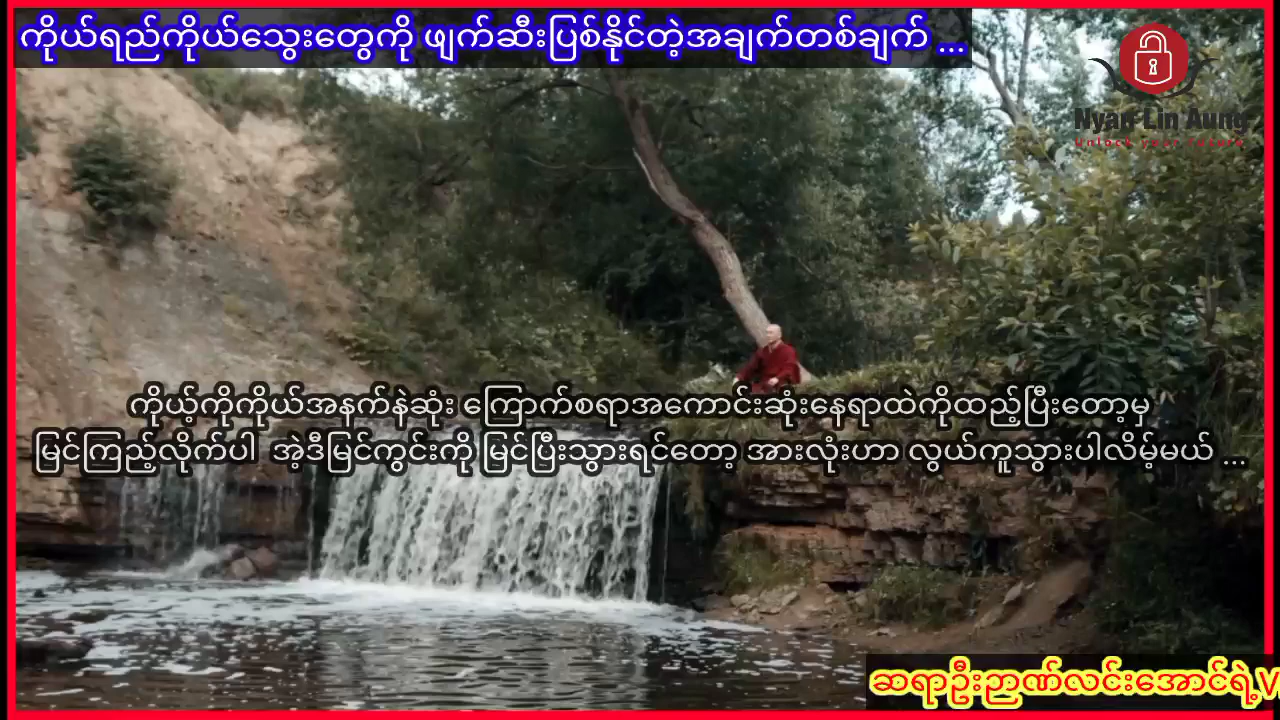 ကိုယ်ရည်ကိုယ်သွေးတွေကို ဖျက်ဆီးပြစ်နိုင်တဲ့အချက်တစ်ချက် ...
Nyan Lin Aung
unlock your future
ကိုယ့်ကိုကိုယ်အနက်နဲဆုံး ကြောက်စရာအကောင်းဆုံးနေရာထဲကိုထည့်ပြီးတော့မှ
မြင်ကြည့်လိုက်ပါ အဲ့ဒီမြင်ကွင်းကို မြင်ပြီးသွားရင်တော့ အားလုံးဟာ လွယ်ကူသွားပါလိမ့်မယ် ...
ဆရာဦးဉာဏ်လင်းအောင်ရဲ့V